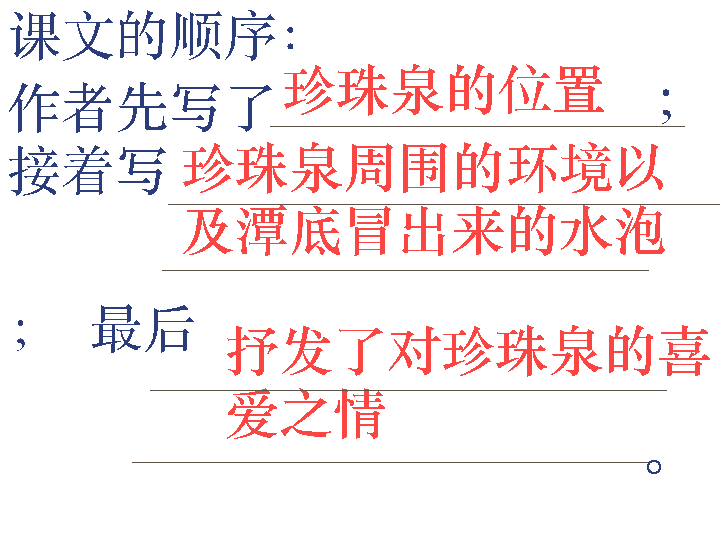 课文的顺序：
作者先写了珍珠泉的位置；
接着写珍珠泉周围的环境以
及潭底冒出来的水泡
；最后抒发了对珍珠泉的喜
爱之情
。